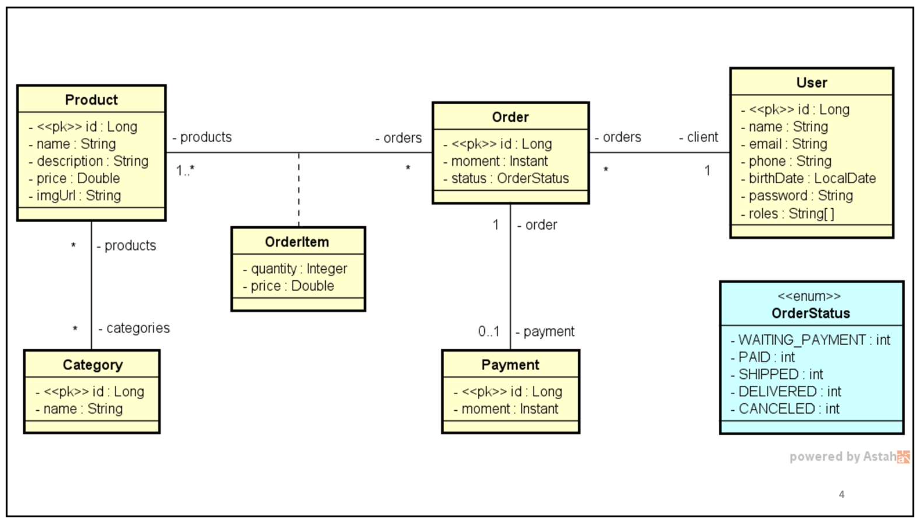 Product
- <<pk>> id : Long
- name : String
- description : String
- price : Double
- imgUrl : String
- products
1..*
- orders
*
Order
- <<pk>> id : Long
- moment : Instant
- status : OrderStatus
- orders
*
- client
1
User
- <<pk>> id : Long
- name : String
- email : String
- phone : String
- birthDate : LocalDate
- password : String
- roles : String[ ]
* - products
OrderItem
- quantity : Integer
- price : Double
1 - order
* - categories
0..1 - payment
Category
- <<pk>> id : Long
- name : String
Payment
- <<pk>> id : Long
- moment : Instant
<<enum>>
OrderStatus
- WAITING_PAYMENT : int
- PAID : int
- SHIPPED : int
- DELIVERED : int
- CANCELED : int
powered by Astah
4